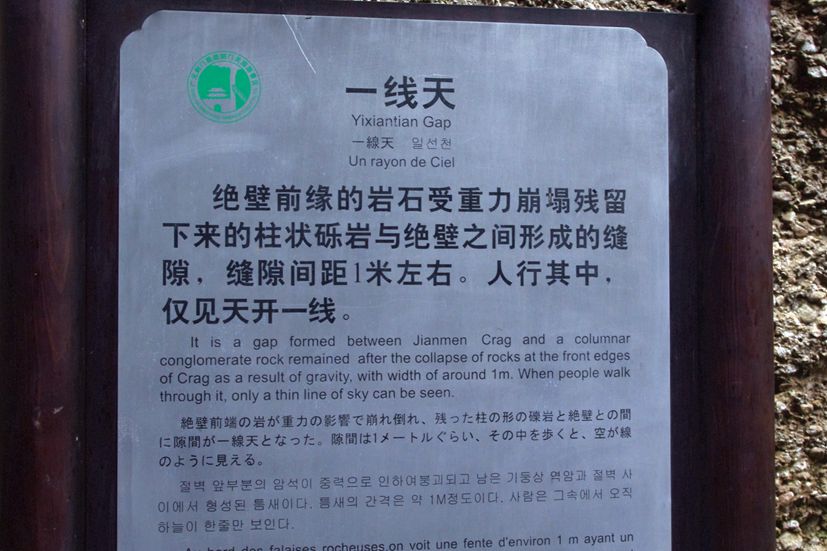 一线天
Yixiantian Gap
一線天 일선천
Un rayon de Ciel
绝壁前缘的岩石受重力崩塌残留
下来的柱状砾岩与绝壁之间形成的缝
隙，缝隙间距1米左右。人行其中，
仅见天开一线。
It is a gap formed between Jianmen Crag and a columnar
conglomerate rock remained after the collapse of rocks at the front edges
of Crag as a result of gravity, with width of around 1m. When people walk
through it, only a thin line of sky can be seen.
絶壁前端の岩が重力の影響で崩れ倒れ、残った柱の形の礫岩と絶壁との間
に隙間が一線天となった。隙間は1メートルぐらい、その中を歩くと、空が線
のように見える。
절벽 앞부분의 암석이 중력으로 인하여붕괴되고 남은 기둥상 역암과 절벽 사
이에서 형성된 틈새이다. 틈새의 간격은 약 1M정도이다. 사람은 그속에서 오직
하늘이 한줄만 보인다.
Au bord des falaises rocheuses,on voit une fente d'environ 1 m ayant un